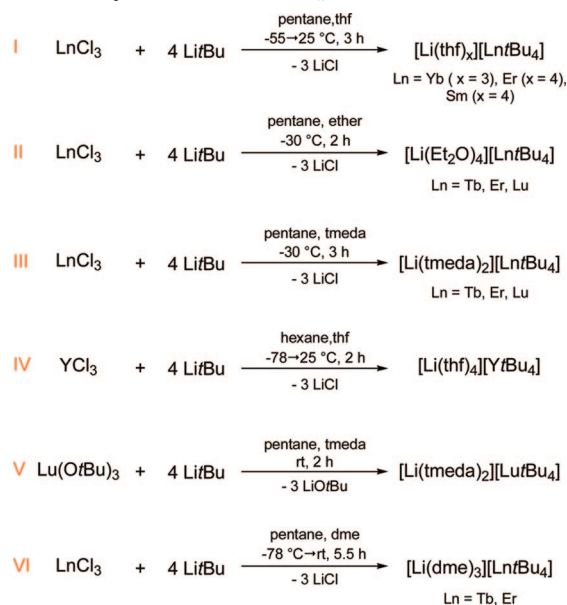 pentane,thf
I LnCl3 + 4 LitBu -55→25 °C, 3 h [Li(thf)x][LntBu4]
- 3 LiCl
Ln = Yb ( x = 3), Er (x = 4),
Sm (x = 4)
pentane, ether
II LnCl3 + 4 LitBu -30 °C, 2 h [Li(Et2O)4][LntBu4]
- 3 LiCl
Ln = Tb, Er, Lu
pentane, tmeda
III LnCl3 + 4 LitBu -30 °C, 3 h [Li(tmeda)2][LntBu4]
- 3 LiCl
Ln = Tb, Er, Lu
hexane,thf
IV YCl3 + 4 LitBu -78→25 °C, 2 h [Li(thf)4][YtBu4]
- 3 LiCl
pentane, tmeda
V Lu(OtBu)3 + 4 LitBu rt, 2 h [Li(tmeda)2][LutBu4]
- 3 LiOtBu
pentane, dme
VI LnCl3 + 4 LitBu -78 °C→rt, 5.5 h [Li(dme)3][LntBu4]
- 3 LiCl
Ln = Tb, Er